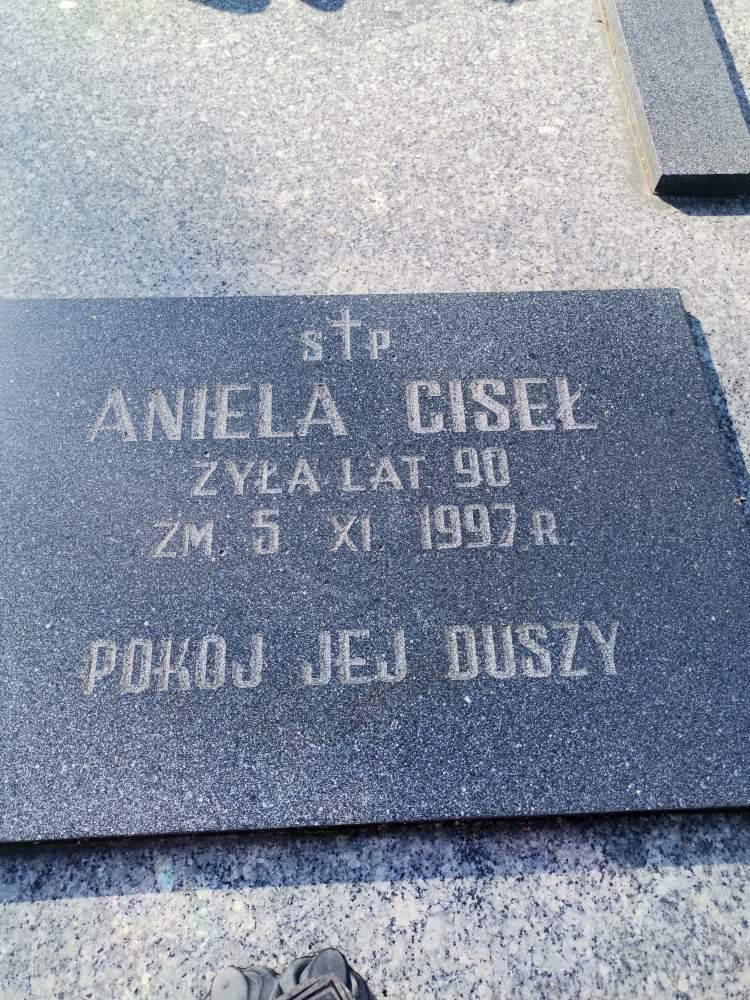 S†P
ANIELA CISEŁ
ŻYŁA LAT 90
ZM. 5 XI 1997 R.
POKÓJ JEJ DUSZY